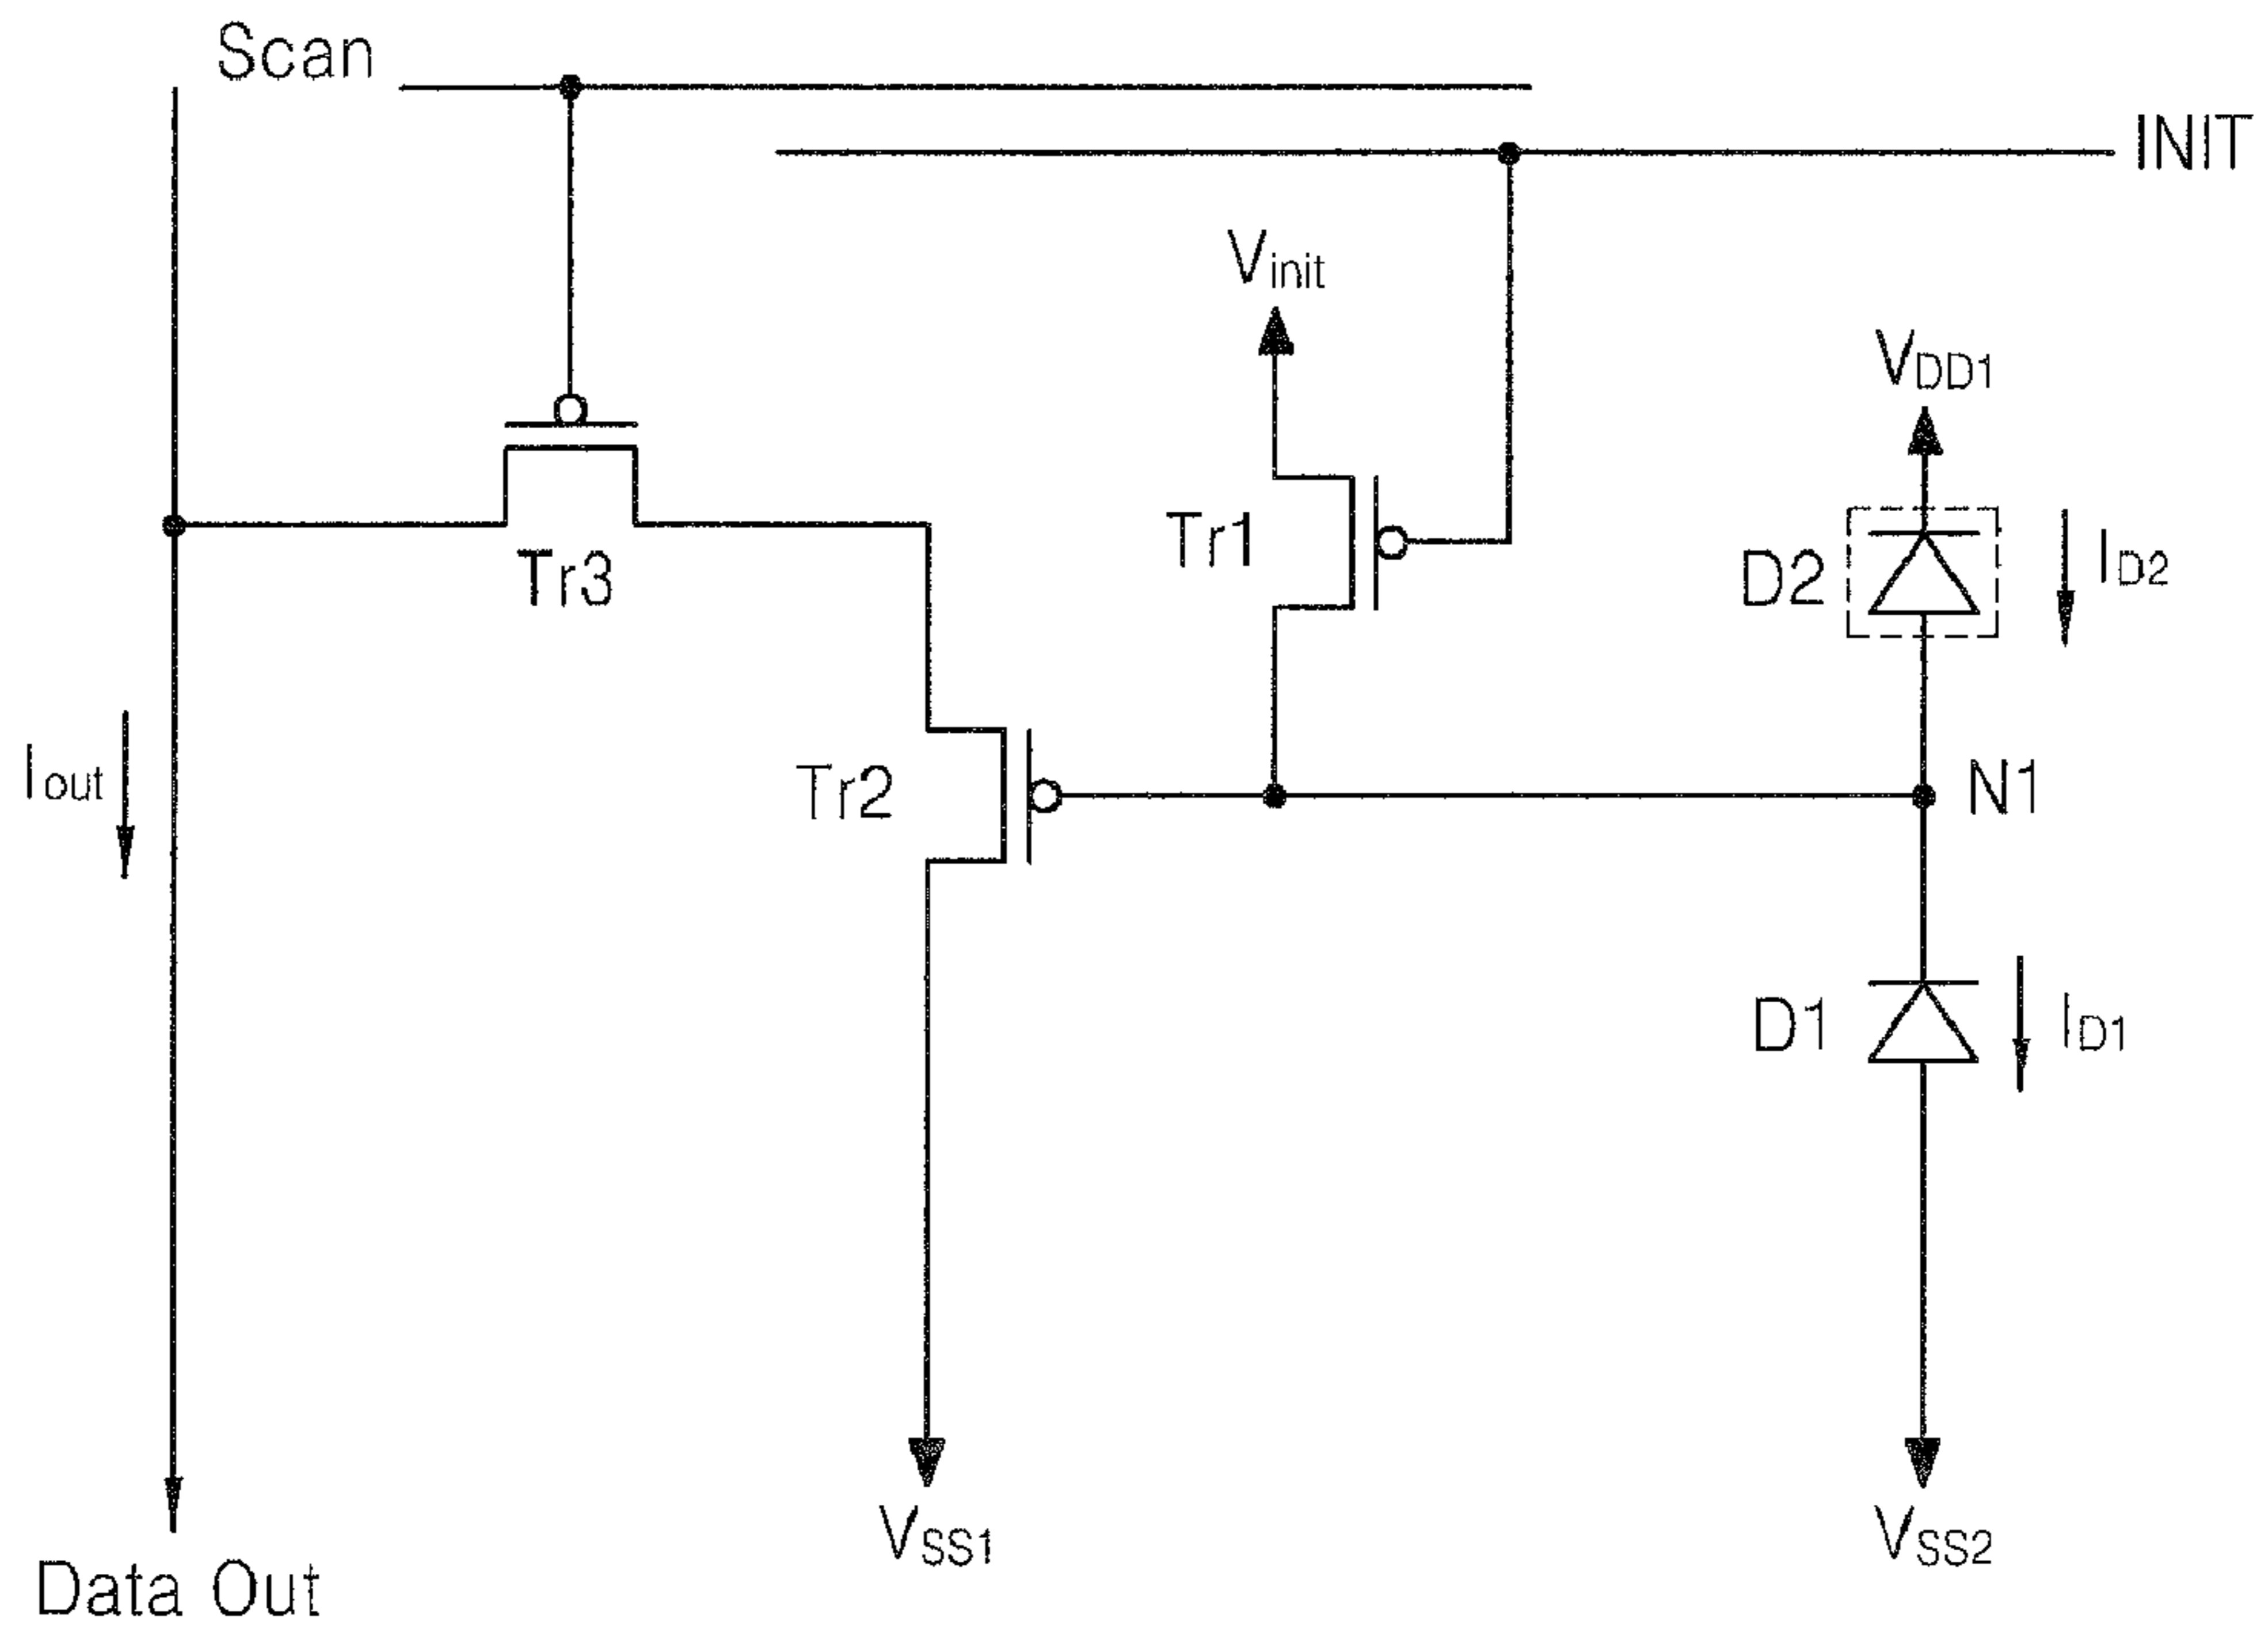 Scan
INIT
Vinit
VDD1
Tr1
D2
ID2
Tr3
Iout
Tr2
N1
D1
ID1
VSS1
VSS2
Data Out